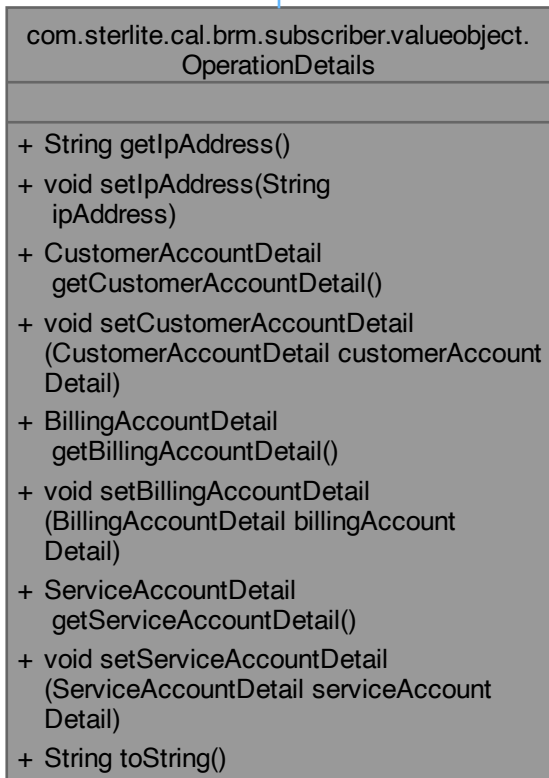 com.sterlite.cal.brm.subscriber.valueobject.
OperationDetails
+ String getIpAddress()
+ void setIpAddress(String
ipAddress)
+ CustomerAccountDetail
getCustomerAccountDetail()
+ void setCustomerAccountDetail
(CustomerAccountDetail customerAccount
Detail)
+ BillingAccountDetail
getBillingAccountDetail()
+ void setBillingAccountDetail
(BillingAccountDetail billingAccount
Detail)
+ ServiceAccountDetail
getServiceAccountDetail()
+ void setServiceAccountDetail
(ServiceAccountDetail serviceAccount
Detail)
+ String toString()